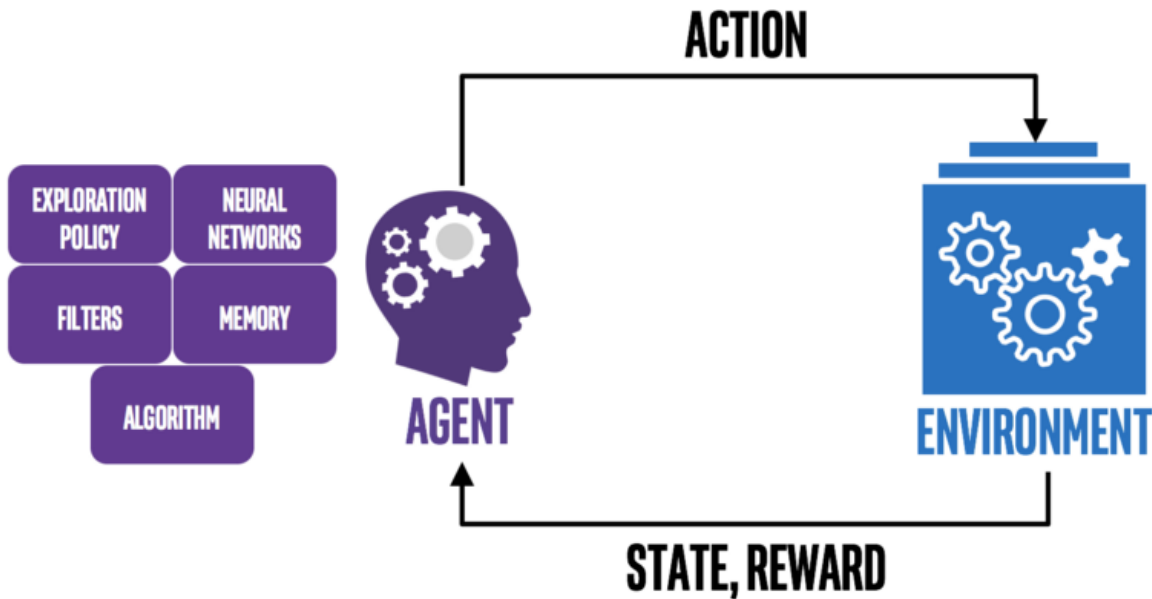 ACTION
EXPLORATION
POLICY
NEURAL
NETWORKS
FILTERS
MEMORY
ALGORITHM
AGENT
ENVIRONMENT
STATE, REWARD